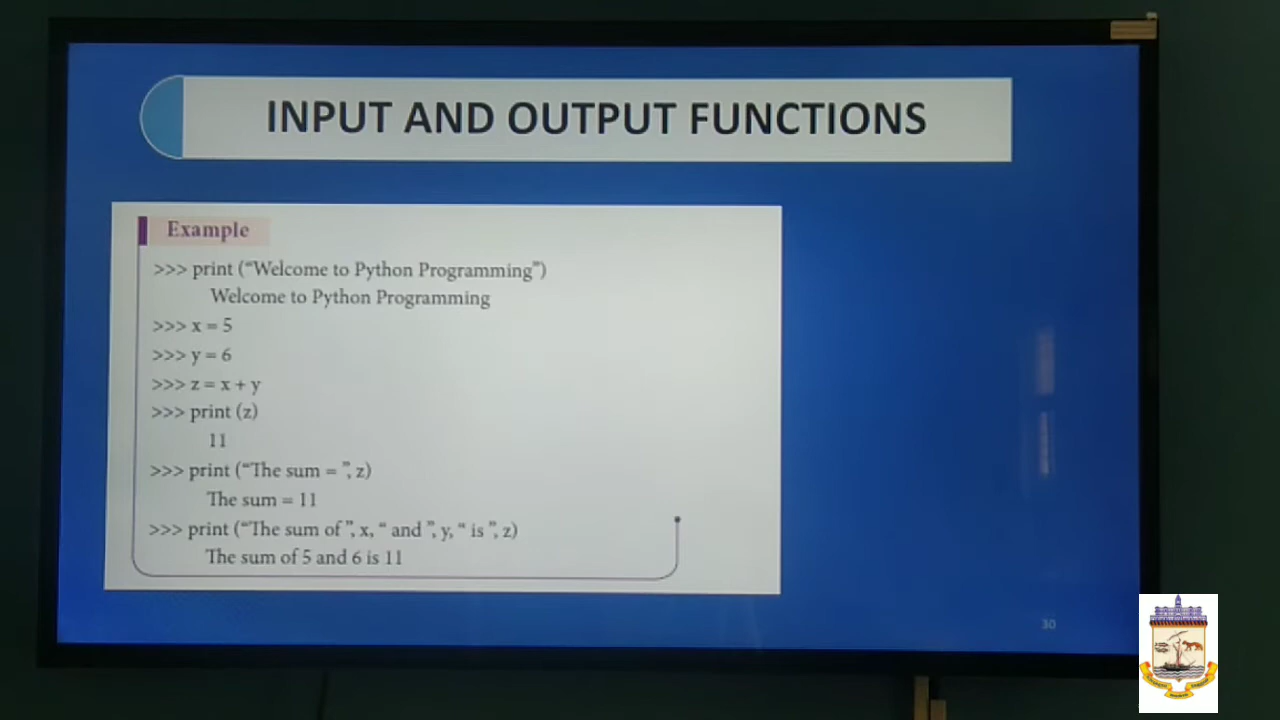 INPUT AND OUTPUT FUNCTIONS
Example
>>> print (“Welcome to Python Programming”)
Welcome to Python Programming
>>> x = 5
>>> y = 6
>>> z = x + y
>>> print (z)
11
>>> print (“The sum = ”, z)
The sum = 11
>>> print (“The sum of ”, x, “ and ”, y, “ is ”, z)
The sum of 5 and 6 is 11
30